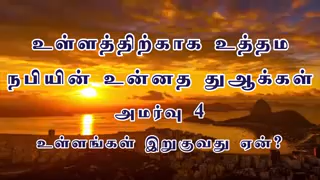 உள்ளத்திற்காக உத்தம
நபியின் உன்னத துஆக்கள்
அமர்வு 4
உள்ளங்கள் இறுகுவது ஏன்?